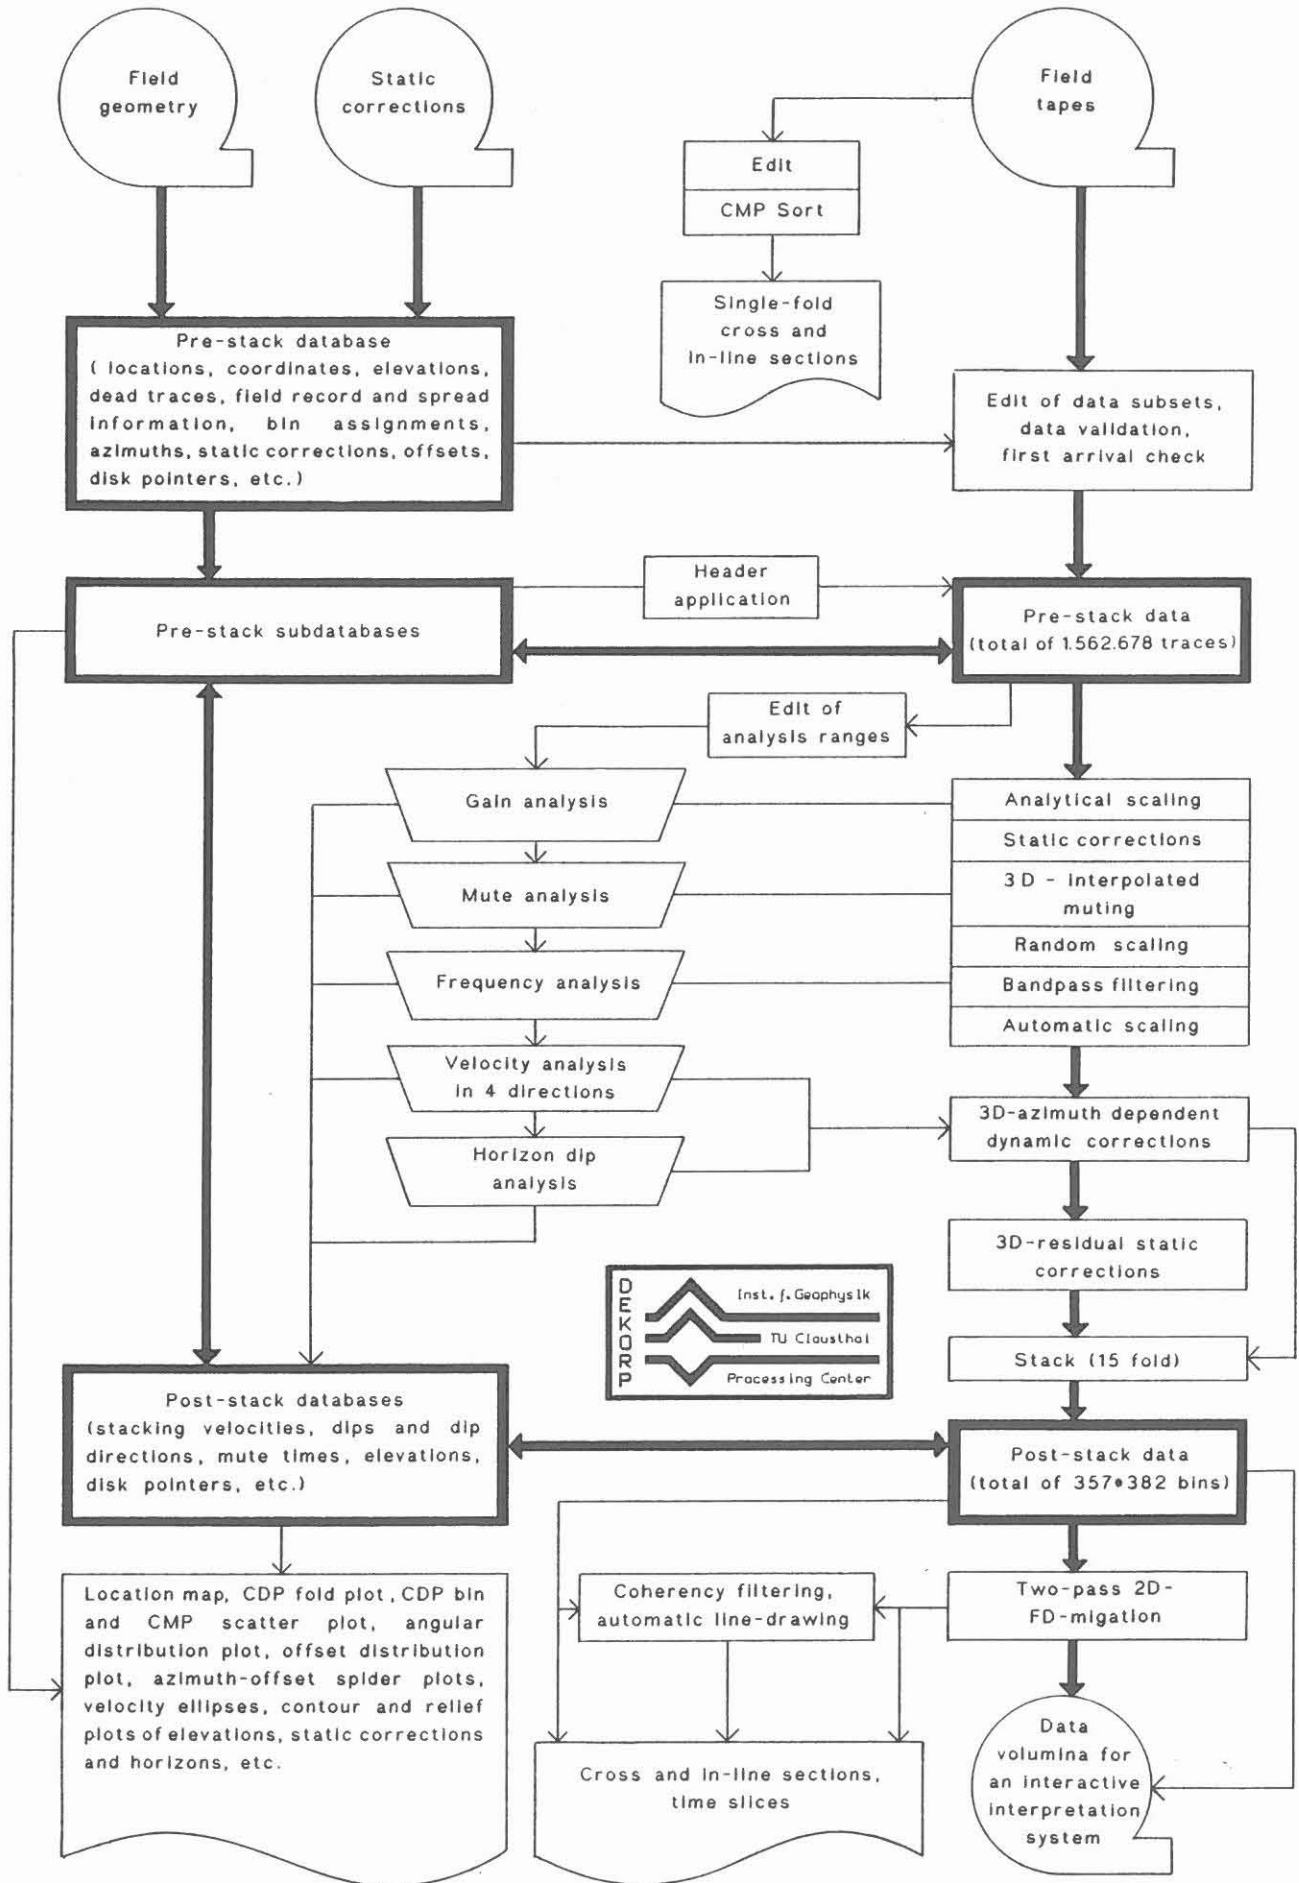 Field
geometry
Static
corrections
Field
tapes
Edit
CMP Sort
Single-fold
cross and
in-line sections
Pre-stack database
( locations, coordinates, elevations,
dead traces, field record and spread
information, bin assignments,
azimuths, static corrections, offsets,
disk pointers, etc.)
Edit of data subsets,
data validation,
first arrival check
Header
application
Pre-stack subdatabases
Pre-stack data
(total of 1.562.678 traces)
Edit of
analysis ranges
Gain analysis
Mute analysis
Frequency analysis
Velocity analysis
in 4 directions
Horizon dip
analysis
Analytical scaling
Static corrections
3D - interpolated
muting
Random scaling
Bandpass filtering
Automatic scaling
3D-azimuth dependent
dynamic corrections
3D-residual static
corrections
Stack (15 fold)
DEKORP
Inst. f. Geophysik
TU Clausthal
Processing Center
Post-stack databases
(stacking velocities, dips and dip
directions, mute times, elevations,
disk pointers, etc.)
Post-stack data
(total of 357•382 bins)
Location map, CDP fold plot, CDP bin
and CMP scatter plot, angular
distribution plot, offset distribution
plot, azimuth-offset spider plots,
velocity ellipses, contour and relief
plots of elevations, static corrections
and horizons, etc.
Coherency filtering,
automatic line-drawing
Two-pass 2D-
FD-migation
Cross and in-line sections,
time slices
Data
volumina for
an interactive
interpretation
system